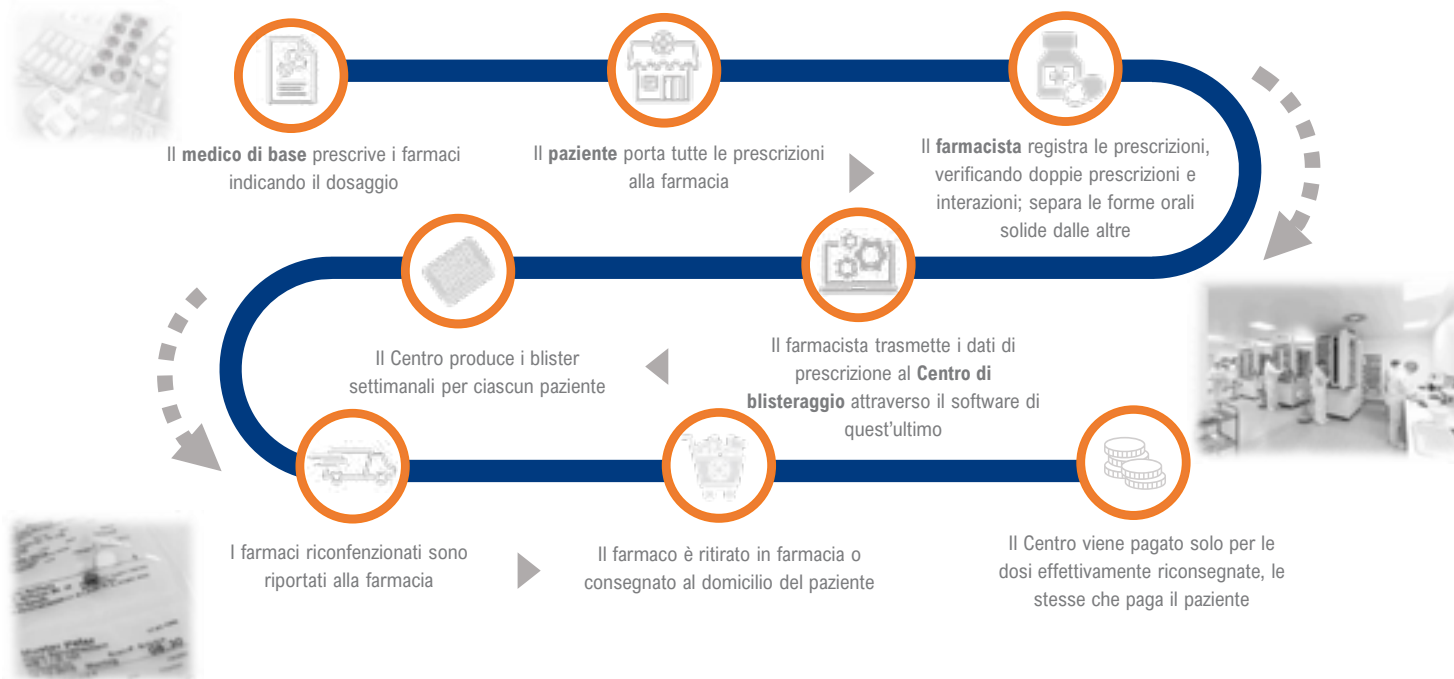 Il medico di base prescrive i farmaci
indicando il dosaggio
Il paziente porta tutte le prescrizioni
alla farmacia
Il farmacista registra le prescrizioni,
verificando doppie prescrizioni e
interazioni; separa le forme orali
solide dalle altre
Il farmacista trasmette i dati di
prescrizione al Centro di
blisteraggio attraverso il software di
quest'ultimo
Il Centro produce i blister
settimanali per ciascun paziente
I farmaci riconfenzionati sono
riportati alla farmacia
Il farmaco è ritirato in farmacia o
consegnato al domicilio del paziente
Il Centro viene pagato solo per le
dosi effettivamente riconsegnate, le
stesse che paga il paziente